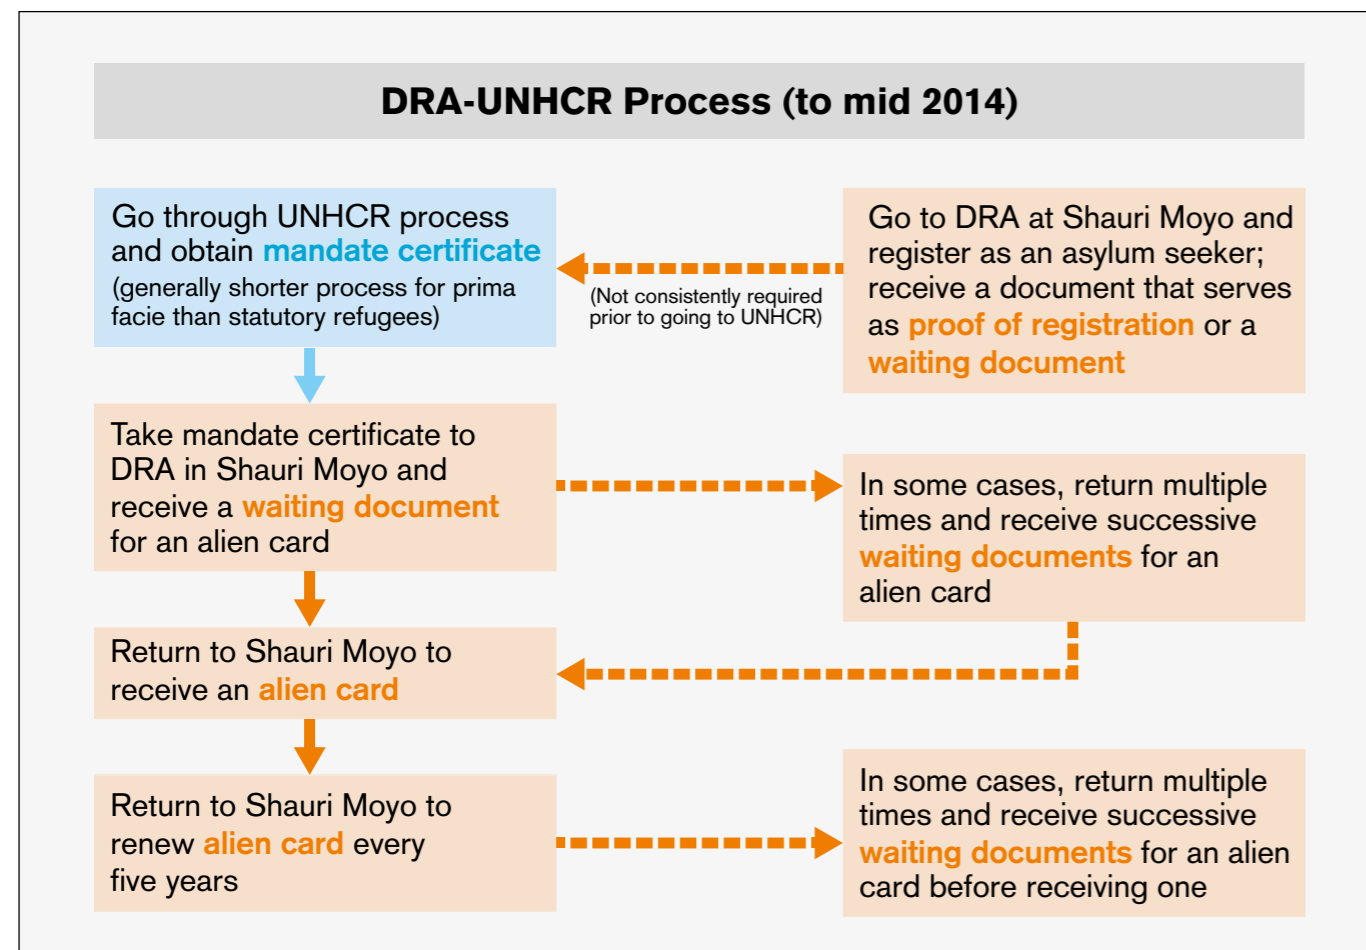 DRA-UNHCR Process (to mid 2014)
Go through UNHCR process
and obtain mandate certificate
(generally shorter process for prima
facie than statutory refugees)
(Not consistently required
prior to going to UNHCR)
Go to DRA at Shauri Moyo and
register as an asylum seeker;
receive a document that serves
as proof of registration or a
waiting document
Take mandate certificate to
DRA in Shauri Moyo and
receive a waiting document
for an alien card
In some cases, return multiple
times and receive successive
waiting documents for an
alien card
Return to Shauri Moyo to
receive an alien card
Return to Shauri Moyo to
renew alien card every
five years
In some cases, return multiple
times and receive successive
waiting documents for an alien
card before receiving one